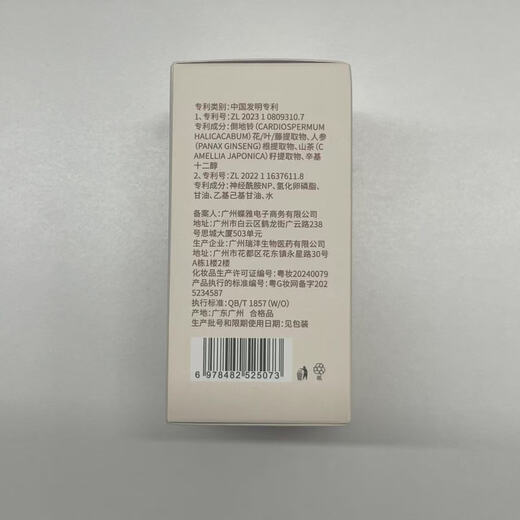 专利类别:中国发明专利
1、专利号:ZL 2023 1 0809310.7
专利成分:倒地铃(CARDIOSPERMUM
HALICACABUM)花/叶/藤提取物、人参
(PANAX GINSENG)根提取物、山茶(C
AMELLIA JAPONICA)籽提取物、辛基
十二醇
2、专利号:ZL 2022 1 1637611.8
专利成分:神经酰胺NP、氢化卵磷脂、
甘油、乙基己基甘油、水
备案人:广州蝶雅电子商务有限公司
地址:广州市白云区鹤龙街广云路238
号思城大厦503单元
生产企业:广州瑞沣生物医药有限公司
地址:广州市花都区花东镇永星路30号
A栋1楼2楼
化妆品生产许可证编号:粤妆20240079
产品执行的标准编号:粤G妆网备字202
5234587
执行标准:QB/T 1857(W/O)
产地:广东广州 合格品
生产批号和限期使用日期:见包装
6 978482 525073
纸